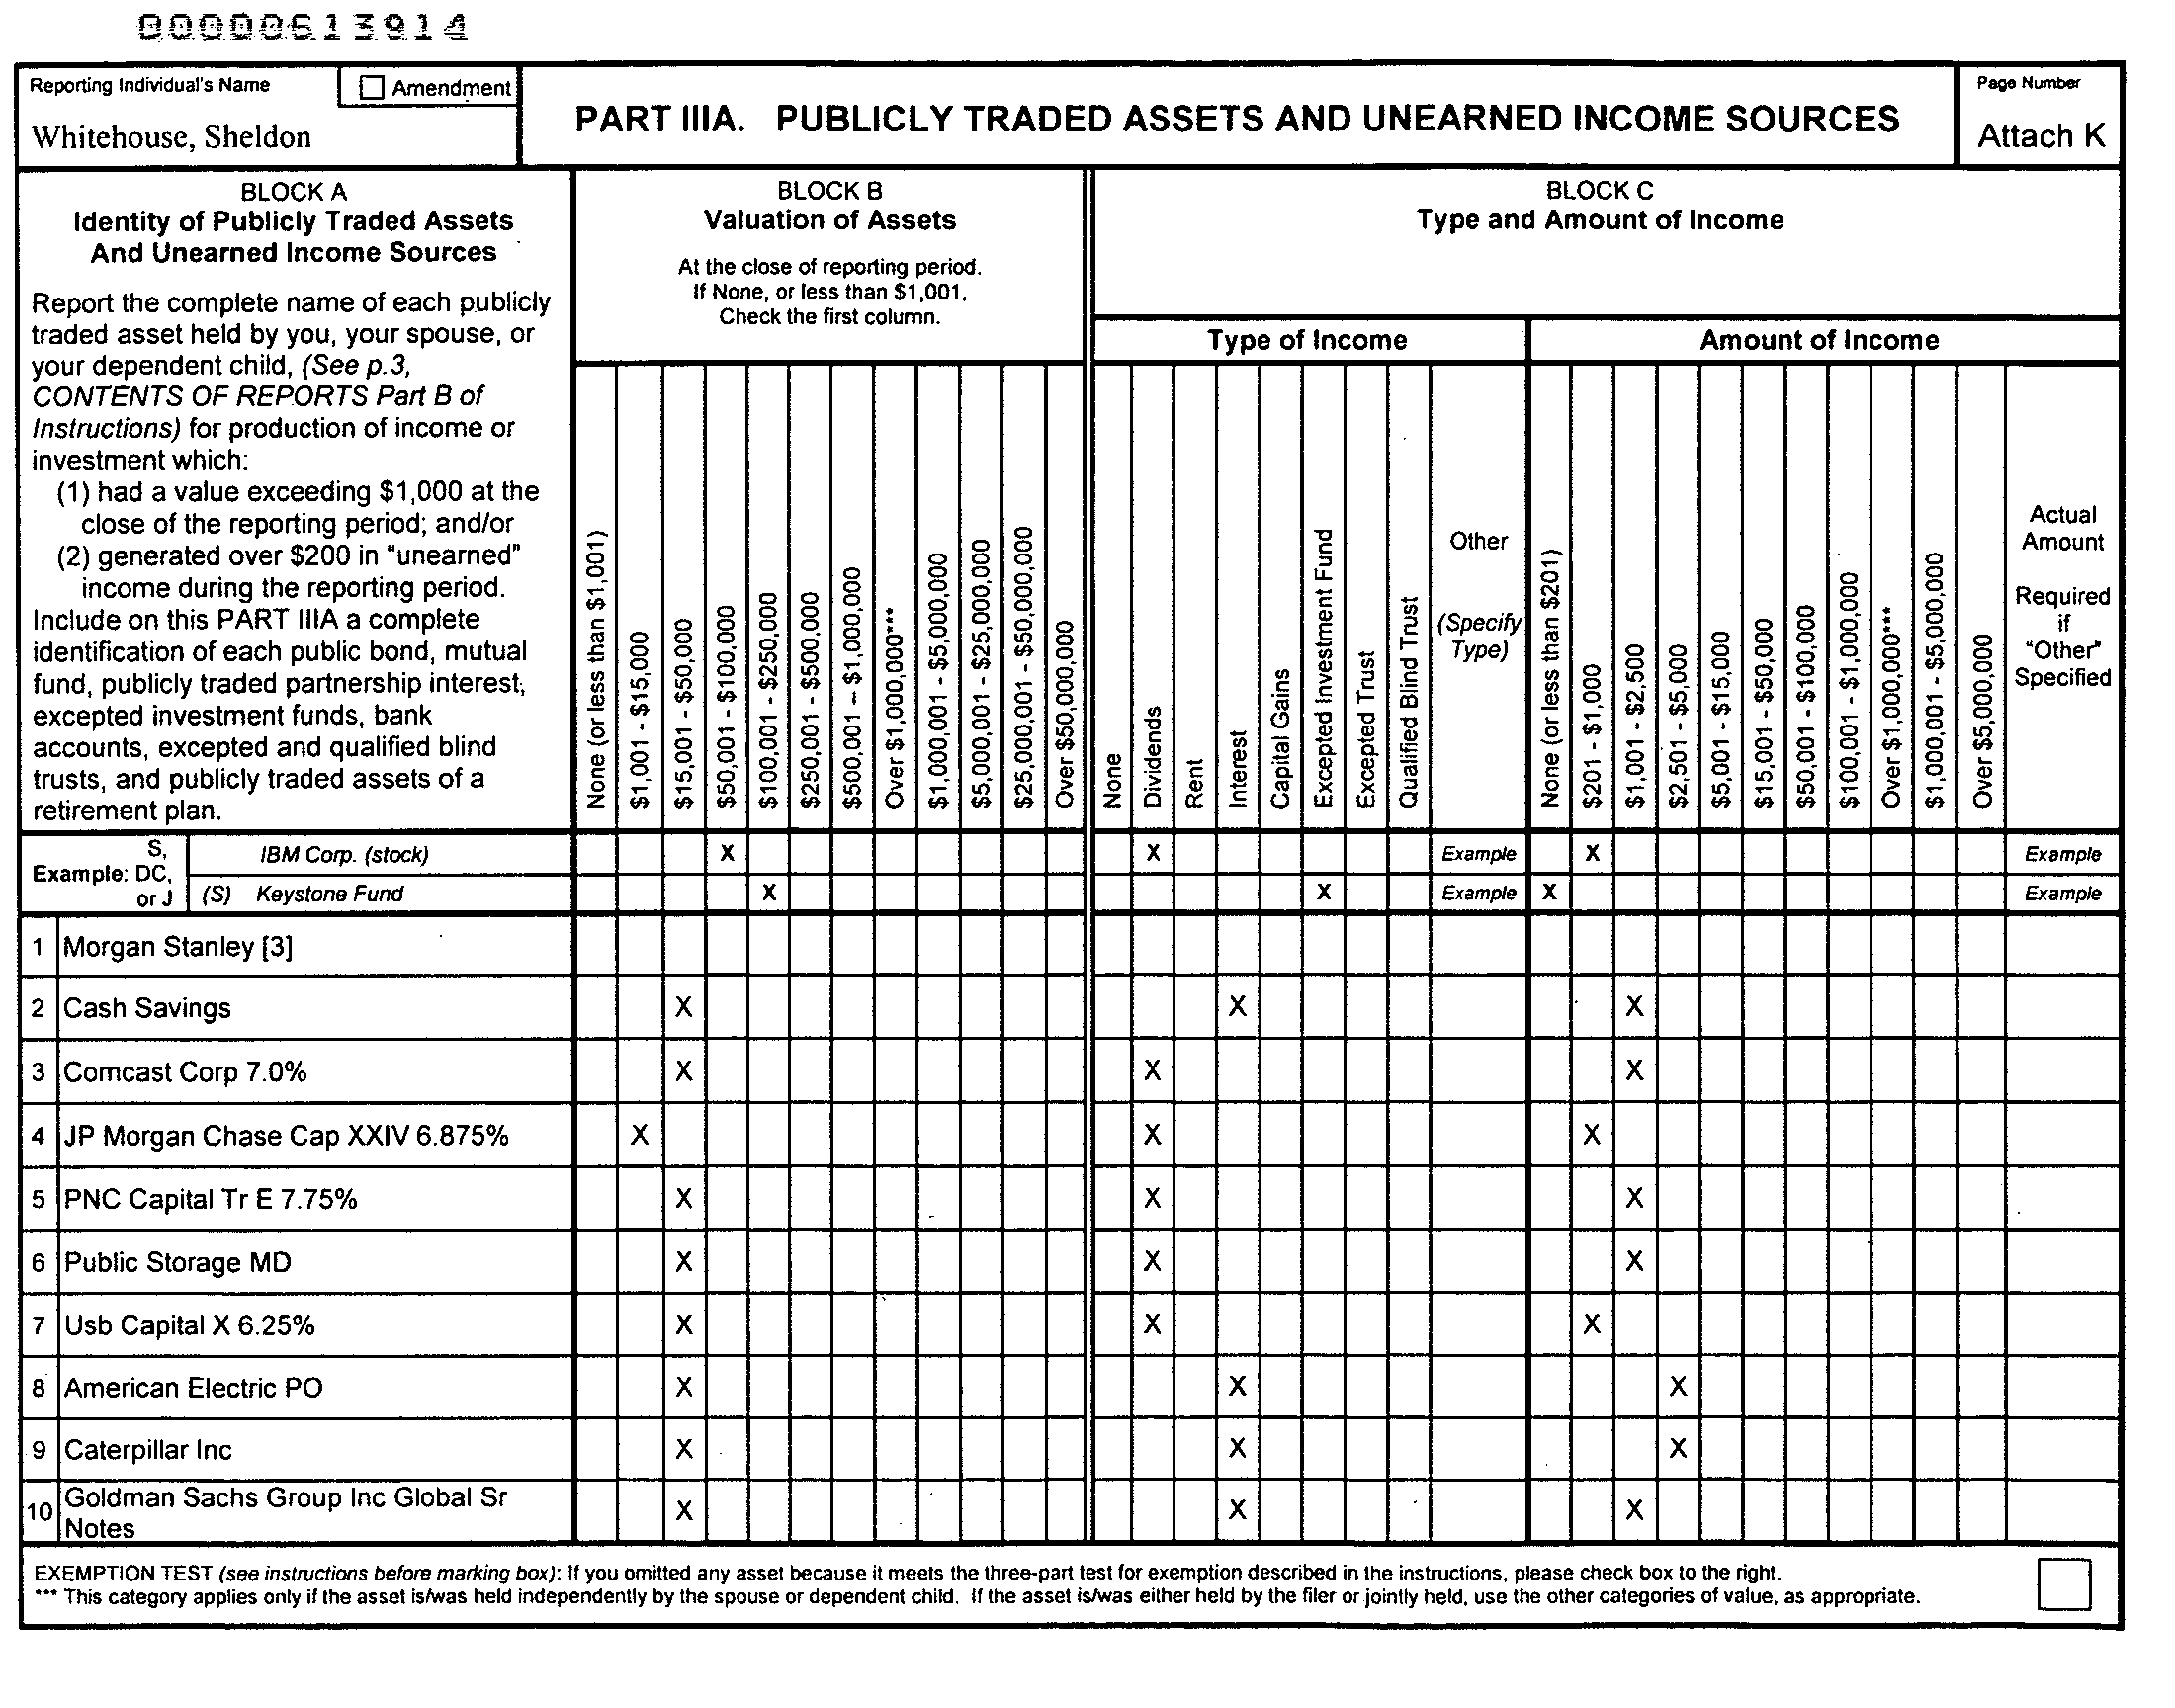 00000613914
Reporting Individual's Name
Amendment
Whitehouse, Sheldon
PART IIIA. PUBLICLY TRADED ASSETS AND UNEARNED INCOME SOURCES
Page Number
Attach K
BLOCK A
Identity of Publicly Traded Assets
And Unearned Income Sources
Report the complete name of each publicly
traded asset held by you, your spouse, or
your dependent child, (See p.3,
CONTENTS OF REPORTS Part B of
Instructions) for production of income or
investment which:
(1) had a value exceeding $1,000 at the
close of the reporting period; and/or
(2) generated over $200 in "unearned"
income during the reporting period.
Include on this PART IIIA a complete
identification of each public bond, mutual
fund, publicly traded partnership interest,
excepted investment funds, bank
accounts, excepted and qualified blind
trusts, and publicly traded assets of a
retirement plan.
BLOCK B
Valuation of Assets
At the close of reporting period.
If None, or less than $1,001,
Check the first column.
None (or less than $1,001)
$1,001 - $15,000
$15,001 - $50,000
$50,001 - $100,000
$100,001 - $250,000
$250,001 - $500,000
$500,001 - $1,000,000
Over $1,000,000***
$1,000,001 - $5,000,000
$5,000,001 - $25,000,000
$25,000,001 - $50,000,000
Over $50,000,000
BLOCK C
Type and Amount of Income
Type of Income
None
Dividends
Rent
Interest
Capital Gains
Excepted Investment Fund
Excepted Trust
Qualified Blind Trust
Other
(Specify
Type)
Amount of Income
None (or less than $201)
$201 - $1,000
$1,001 - $2,500
$2,501 - $5,000
$5,001 - $15,000
$15,001 - $50,000
$50,001 - $100,000
$100,001 - $1,000,000
Over $1,000,000***
$1,000,001 - $5,000,000
Over $5,000,000
Actual
Amount
Required
if
"Other"
Specified
Example:
S,
DC,
or J
IBM Corp. (stock) X X Example X Example
(S) Keystone Fund X X Example X Example
1 Morgan Stanley [3]
2 Cash Savings X X X
3 Comcast Corp 7.0% X X X
4 JP Morgan Chase Cap XXIV 6.875% X X X
5 PNC Capital Tr E 7.75% X X X
6 Public Storage MD X X X
7 Usb Capital X 6.25% X X X
8 American Electric PO X X X
9 Caterpillar Inc X X X
10 Goldman Sachs Group Inc Global Sr
Notes X X X
EXEMPTION TEST (see instructions before marking box): If you omitted any asset because it meets the three-part test for exemption described in the instructions, please check box to the right.
*** This category applies only if the asset is/was held independently by the spouse or dependent child. If the asset is/was either held by the filer or jointly held, use the other categories of value, as appropriate.